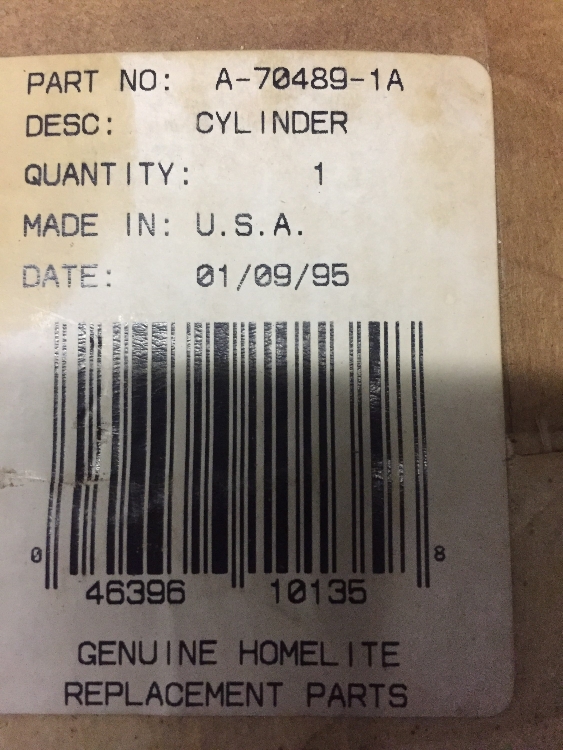 PART NO: A-70489-1A
DESC: CYLINDER
QUANTITY: 1
MADE IN: U.S.A.
DATE: 01/09/95
0 46396 10135 8
GENUINE HOMELITE
REPLACEMENT PARTS